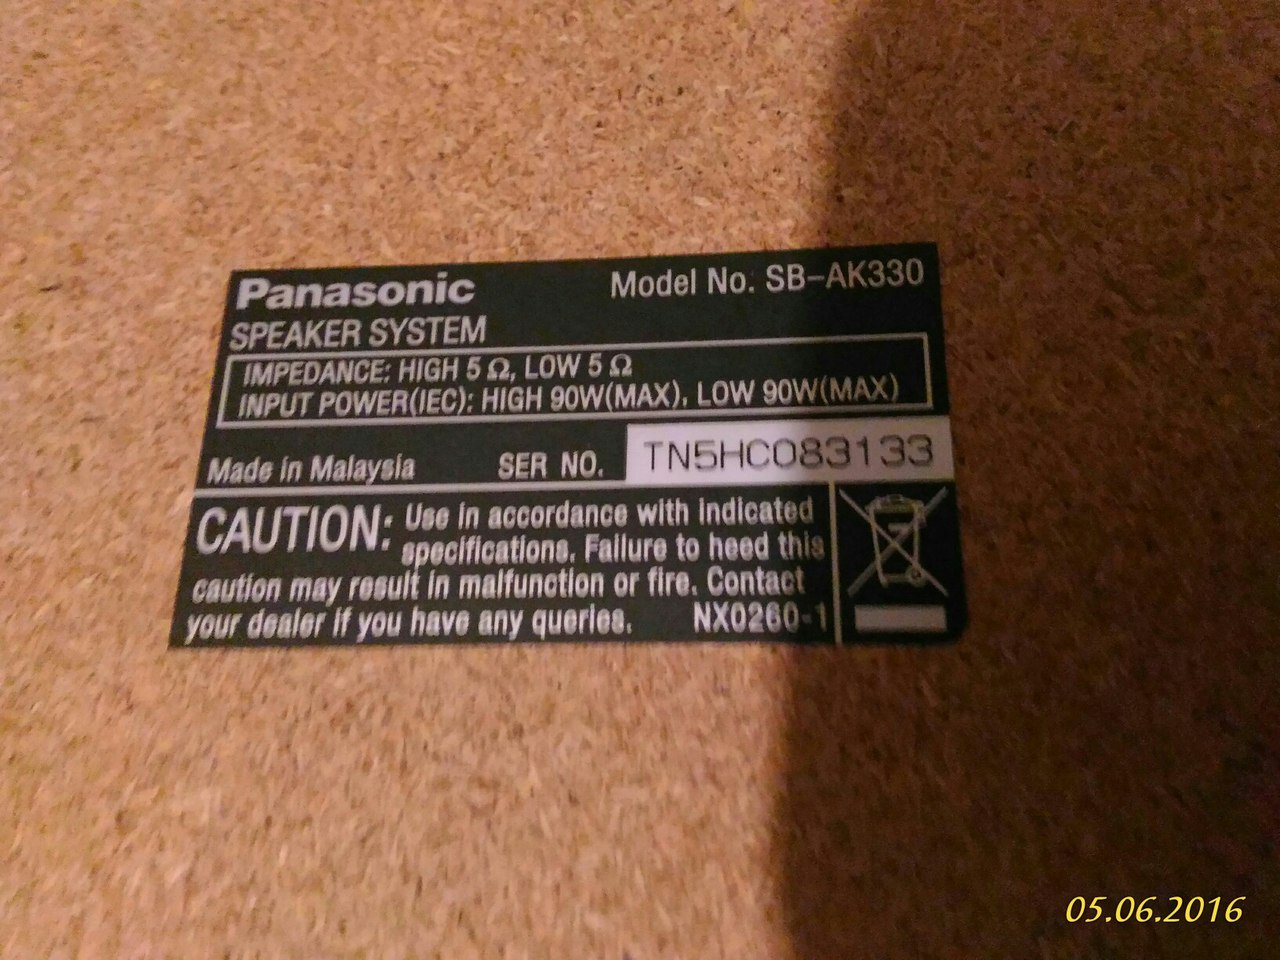 Panasonic Model No. SB-AK330
SPEAKER SYSTEM
IMPEDANCE: HIGH 5 Ω, LOW 5 Ω
INPUT POWER(IEC): HIGH 90W(MAX), LOW 90W(MAX)
Made in Malaysia SER NO. TN5HC083133
CAUTION: Use in accordance with indicated
specifications. Failure to heed this
caution may result in malfunction or fire. Contact
your dealer if you have any queries. NX0260-1
05.06.2016